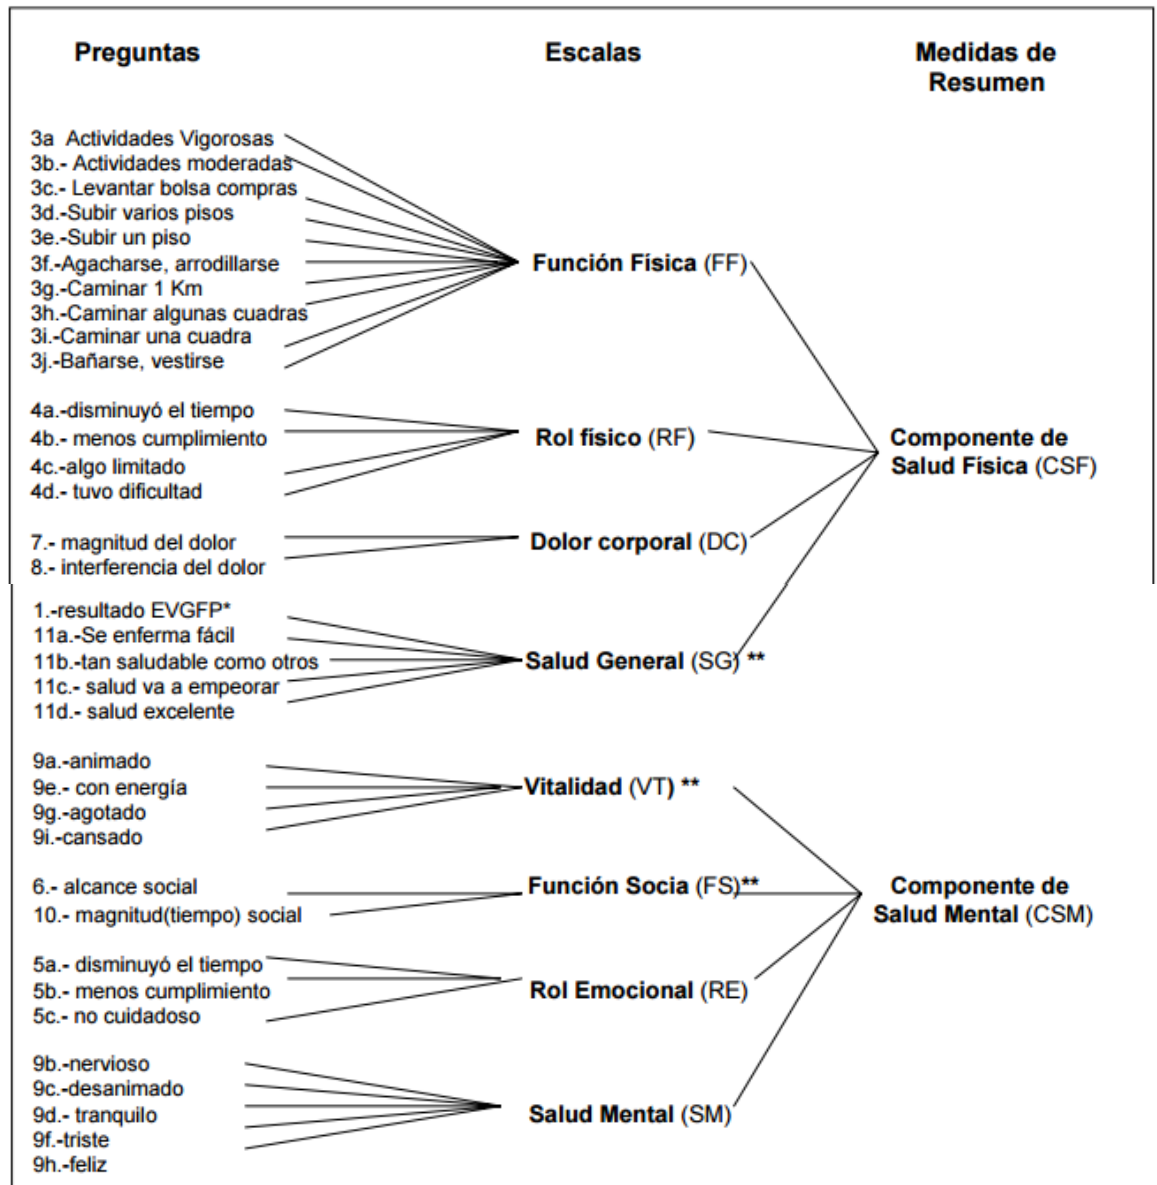 Preguntas
Escalas
Medidas de
Resumen
3a Actividades Vigorosas
3b.- Actividades moderadas
3c.- Levantar bolsa compras
3d.-Subir varios pisos
3e.-Subir un piso
3f.-Agacharse, arrodillarse
3g.-Caminar 1 Km
3h.-Caminar algunas cuadras
3i.-Caminar una cuadra
3j.-Bañarse, vestirse
Función Física (FF)
4a.-disminuyó el tiempo
4b.- menos cumplimiento
4c.-algo limitado
4d.- tuvo dificultad
Rol físico (RF)
Componente de
Salud Física (CSF)
7.- magnitud del dolor
8.- interferencia del dolor
Dolor corporal (DC)
1.-resultado EVGFP*
11a.-Se enferma fácil
11b.-tan saludable como otros
11c.- salud va a empeorar
11d.- salud excelente
Salud General (SG) **
9a.-animado
9e.- con energía
9g.-agotado
9i.-cansado
Vitalidad (VT) **
6.- alcance social
10.- magnitud(tiempo) social
Función Socia (FS)**
Componente de
Salud Mental (CSM)
5a.- disminuyó el tiempo
5b.- menos cumplimiento
5c.- no cuidadoso
Rol Emocional (RE)
9b.-nervioso
9c.-desanimado
9d.- tranquilo
9f.-triste
9h.-feliz
Salud Mental (SM)